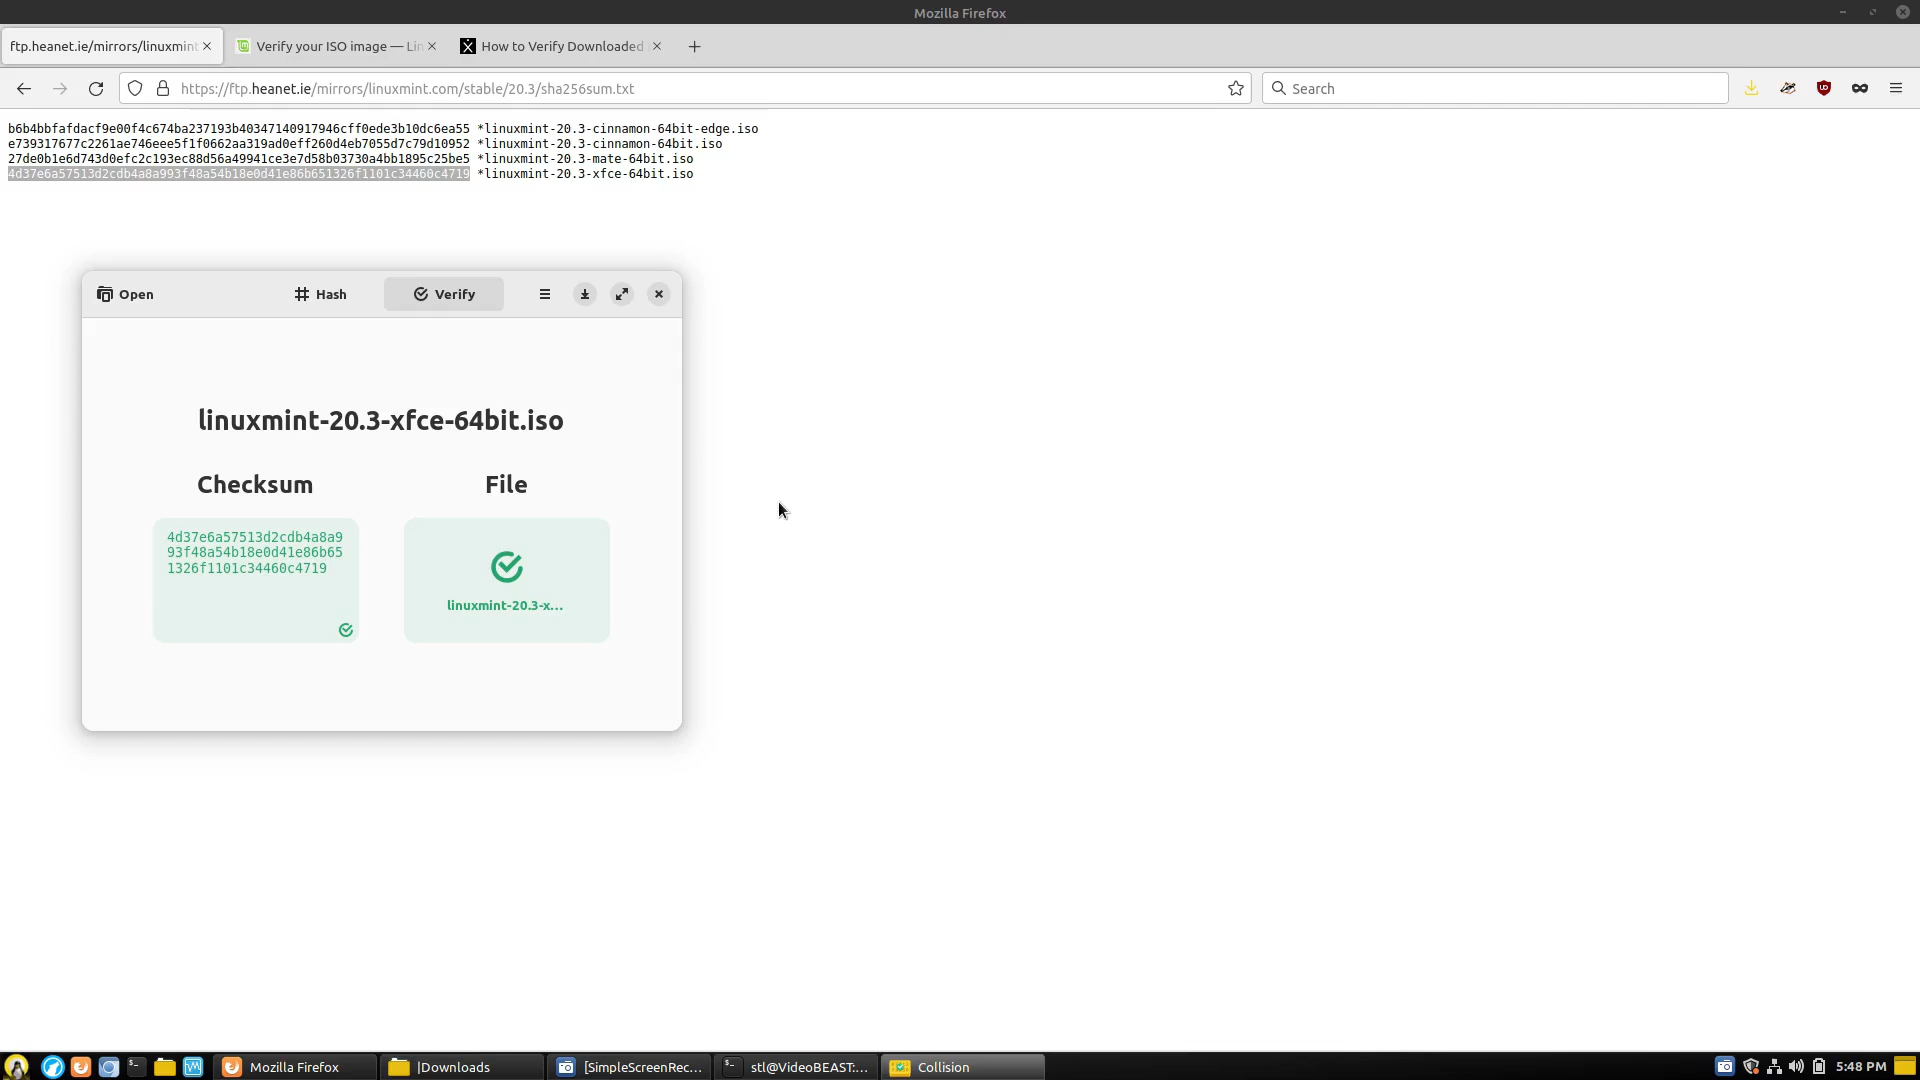 Mozilla Firefox
ftp.heanet.ie/mirrors/linuxmint
Verify your ISO image — Lin
How to Verify Downloaded
https://ftp.heanet.ie/mirrors/linuxmint.com/stable/20.3/sha256sum.txt
Search
b6b4bbfafdacf9e00f4c674ba237193b40347140917946cff0ede3b10dc6ea55 *linuxmint-20.3-cinnamon-64bit-edge.iso
e739317677c2261ae746eee5f1f0662aa319ad0eff260d4eb7055d7c79d10952 *linuxmint-20.3-cinnamon-64bit.iso
27de0b1e6d743d0efc2c193ec88d56a49941ce3e7d58b03730a4bb1895c25be5 *linuxmint-20.3-mate-64bit.iso
4d37e6a57513d2cdb4a8a993f48a54b18e0d41e86b651326f1101c34460c4719 *linuxmint-20.3-xfce-64bit.iso
Open
Hash
Verify
linuxmint-20.3-xfce-64bit.iso
Checksum
File
4d37e6a57513d2cdb4a8a9
93f48a54b18e0d41e86b65
1326f1101c34460c4719
linuxmint-20.3-x...
Mozilla Firefox
|Downloads
[SimpleScreenRec...
stl@VideoBEAST:...
Collision
5:48 PM